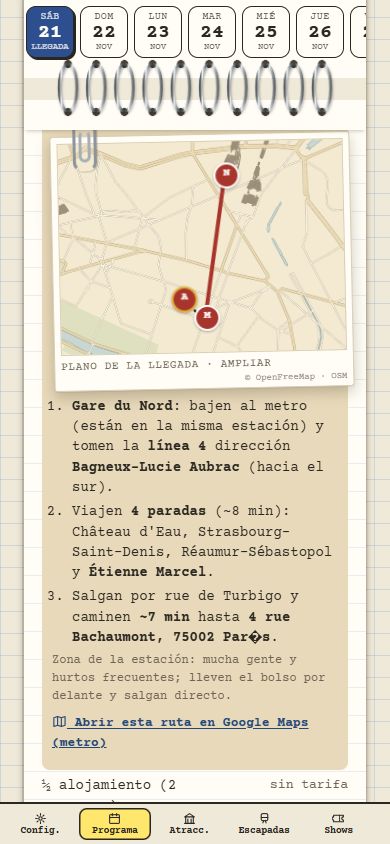 SÁB DOM LUN MAR MIÉ JUE
21 22 23 24 25 26
LLEGADA NOV NOV NOV NOV NOV
N
A
M
PLANO DE LA LLEGADA · AMPLIAR
© OpenFreeMap · OSM
1. Gare du Nord: bajen al metro
(están en la misma estación) y
tomen la línea 4 dirección
Bagneux-Lucie Aubrac (hacia el
sur).
2. Viajen 4 paradas (~8 min):
Château d'Eau, Strasbourg-
Saint-Denis, Réaumur-Sébastopol
y Étienne Marcel.
3. Salgan por rue de Turbigo y
caminen ~7 min hasta 4 rue
Bachaumont, 75002 Par�s.
Zona de la estación: mucha gente y
hurtos frecuentes; lleven el bolso por
delante y salgan directo.
Abrir esta ruta en Google Maps
(metro)
½ alojamiento (2 sin tarifa
Config. Programa Atracc. Escapadas Shows